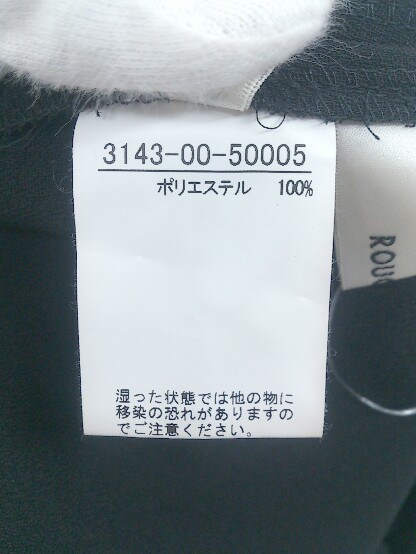 3143-00-50005
ポリエステル 100%
湿った状態では他の物に
移染の恐れがありますの
でご注意ください。